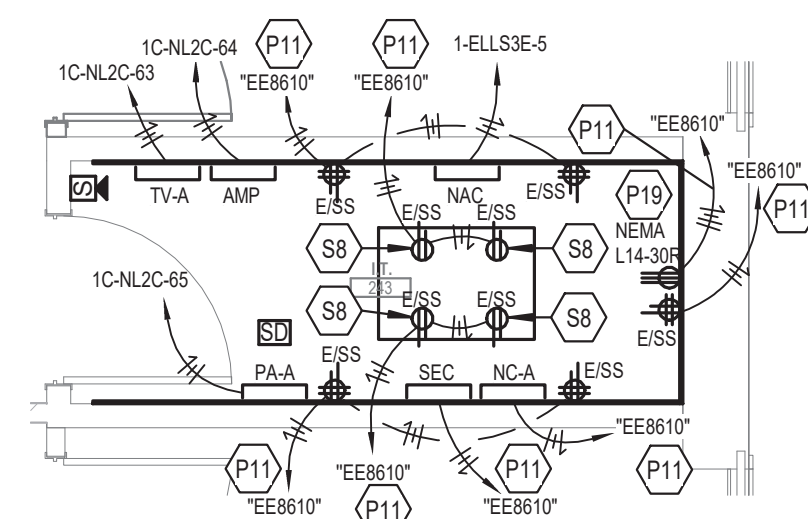 1C-NL2C-64
P11
P11
1-ELLS3E-5
1C-NL2C-63
"EE8610"
"EE8610"
P11
"EE8610"
"EE8610"
P11
S
TV-A
AMP
E/SS
NAC
E/SS
P19
NEMA
L14-30R
E/SS
E/SS
S8
S8
I.T.
243
1C-NL2C-65
E/SS
E/SS
S8
S8
SD
E/SS
E/SS
PA-A
SEC
NC-A
E/SS
"EE8610"
P11
"EE8610"
P11
P11
"EE8610"
P11
"EE8610"